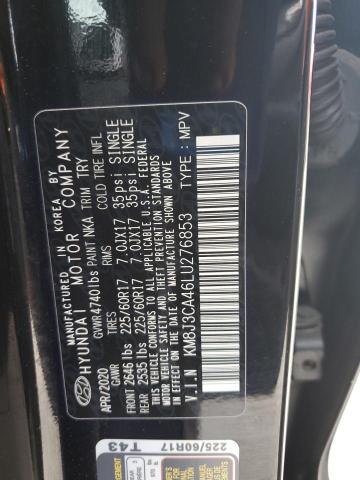 MANUFACTURED IN KOREA BY
HYUNDAI MOTOR COMPANY
APR/2020 GVWR 4740lbs PAINT NKA TRIM TRY
GAWR TIRES RIMS COLD TIRE INFL.
FRONT 2646 lbs 225/60R17 7.0JX17 35psi SINGLE
REAR 2535 lbs 225/60R17 7.0JX17 35psi SINGLE
THIS VEHICLE CONFORMS TO ALL APPLICABLE U.S.A. FEDERAL
MOTOR VEHICLE SAFETY, BUMPER, AND THEFT PREVENTION
STANDARDS IN EFFECT ON THE DATE OF MANUFACTURE SHOWN ABOVE.
V.I.N KM8J3CA46LU276853 TYPE : MPV
T43
225/60R17